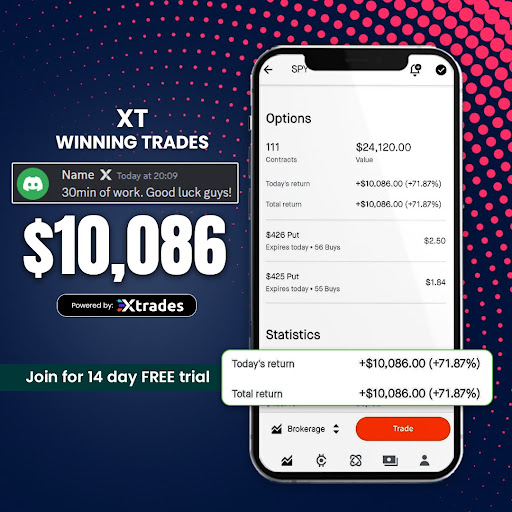 XT
WINNING TRADES
Name X Today at 20:09
30min of work. Good luck guys!
$10,086
Powered by: Xtrades
Join for 14 day FREE trial
SPY
Options
111 $24,120.00
Contracts Value
Today's return +$10,086.00 (+71.87%)
Total return +$10,086.00 (+71.87%)
$426 Put
Expires today • 56 Buys $2.50
$425 Put
Expires today • 55 Buys $1.84
Statistics
Today's return +$10,086.00 (+71.87%)
Total return +$10,086.00 (+71.87%)
Brokerage Trade